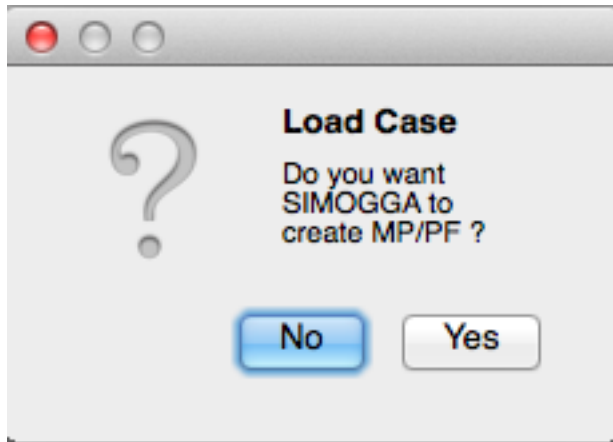 Load Case
Do you want
SIMOGGA to
create MP/PF ?
No
Yes